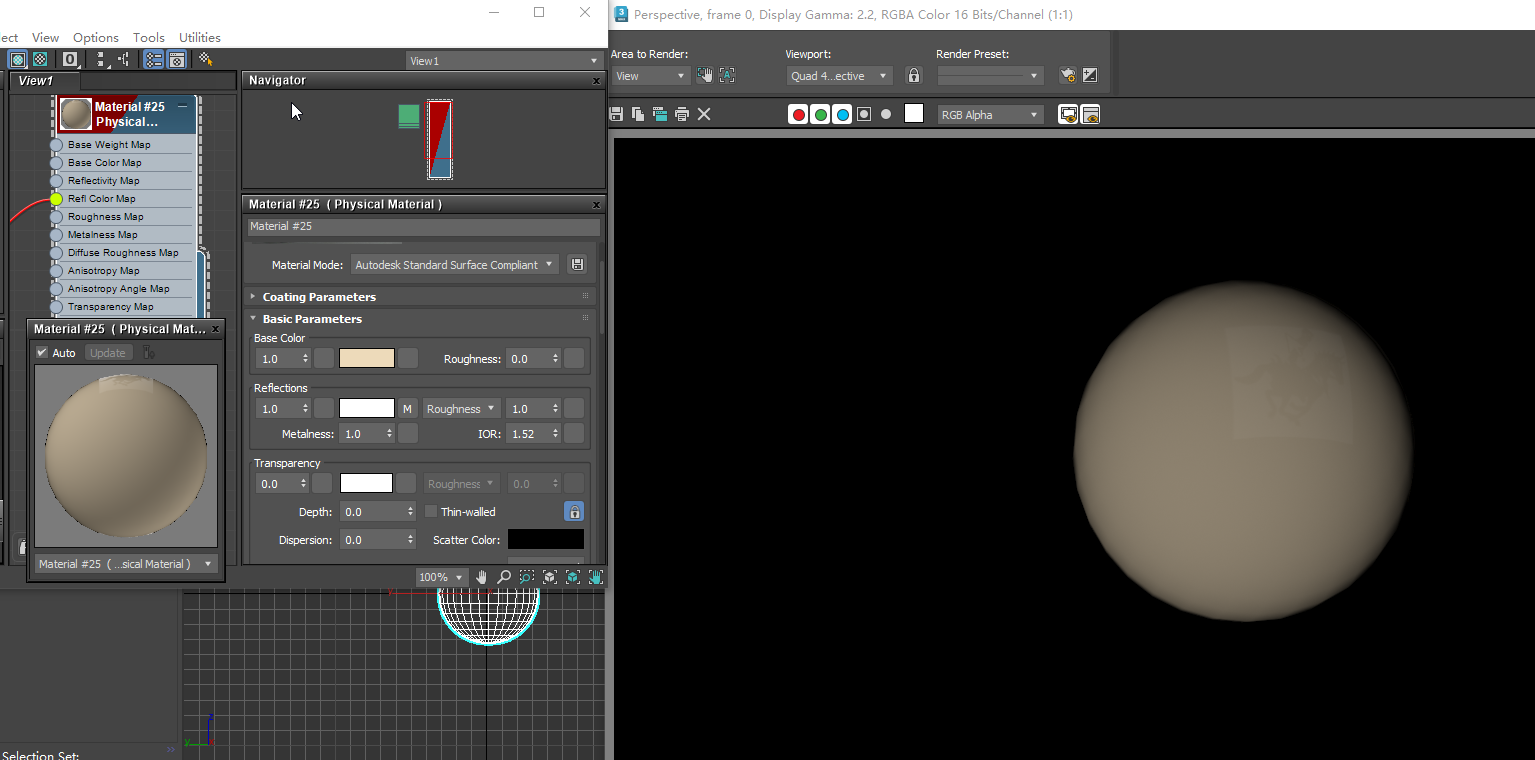 Perspective, frame 0, Display Gamma: 2.2, RGBA Color 16 Bits/Channel (1:1)
ect View Options Tools Utilities
View1
View1
Navigator
Material #25
Physical...
Base Weight Map
Base Color Map
Reflectivity Map
Refl Color Map
Roughness Map
Metalness Map
Diffuse Roughness Map
Anisotropy Map
Anisotropy Angle Map
Transparency Map
Material #25 ( Physical Mat...
Auto Update
Material #25 ( ...sical Material )
Material #25 ( Physical Material )
Material #25
Material Mode: Autodesk Standard Surface Compliant
Coating Parameters
Basic Parameters
Base Color
1.0 Roughness: 0.0
Reflections
1.0 M Roughness 1.0
Metalness: 1.0 IOR: 1.52
Transparency
0.0 Roughness 0.0
Depth: 0.0 Thin-walled
Dispersion: 0.0 Scatter Color:
100%
Area to Render: Viewport: Render Preset:
View Quad 4...ective
RGB Alpha
Selection Set: